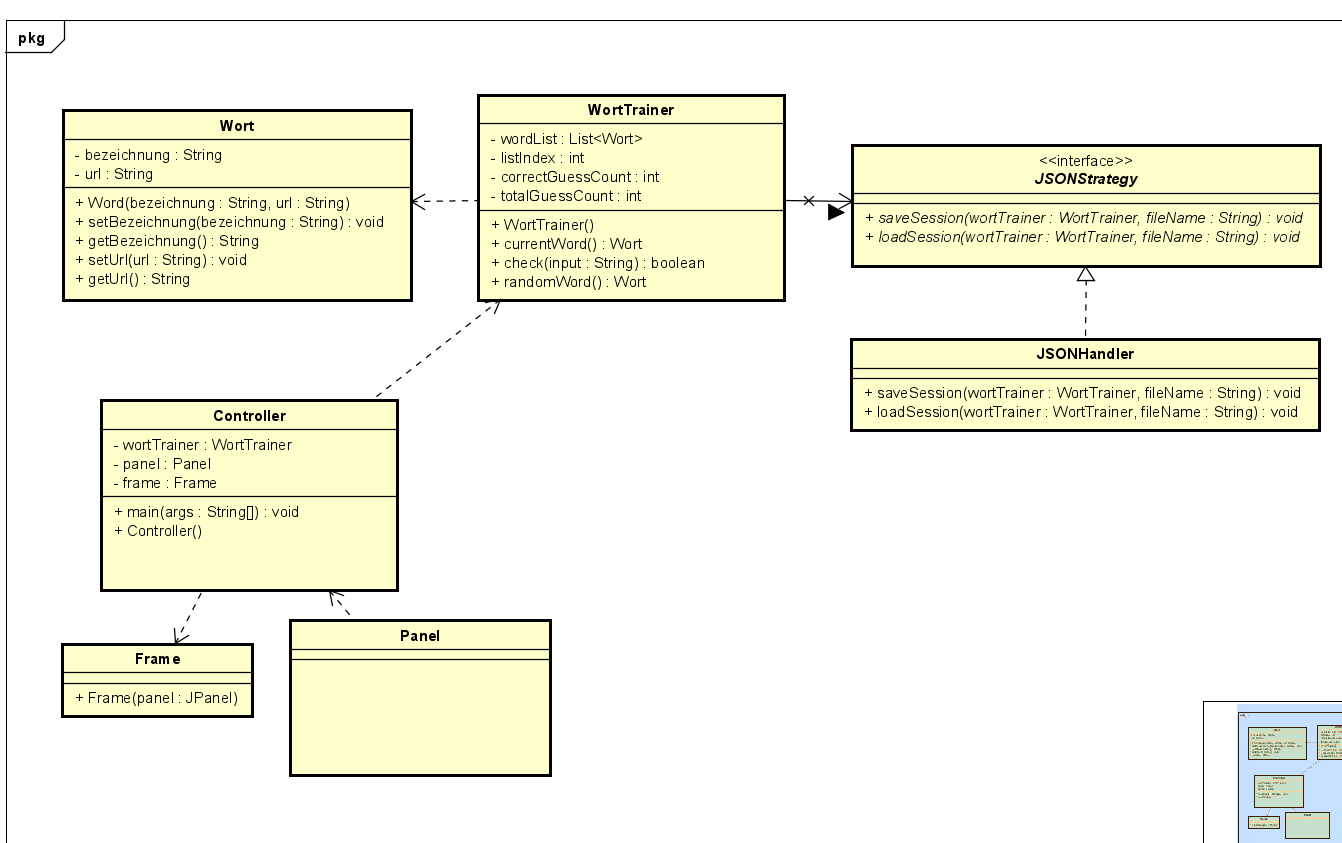 pkg
Wort
- bezeichnung : String
- url : String
+ Word(bezeichnung : String, url : String)
+ setBezeichnung(bezeichnung : String) : void
+ getBezeichnung() : String
+ setUrl(url : String) : void
+ getUrl() : String
WortTrainer
- wordList : List<Wort>
- listIndex : int
- correctGuessCount : int
- totalGuessCount : int
+ WortTrainer()
+ currentWord() : Wort
+ check(input : String) : boolean
+ randomWord() : Wort
<<interface>>
JSONStrategy
+ saveSession(wortTrainer : WortTrainer, fileName : String) : void
+ loadSession(wortTrainer : WortTrainer, fileName : String) : void
JSONHandler
+ saveSession(wortTrainer : WortTrainer, fileName : String) : void
+ loadSession(wortTrainer : WortTrainer, fileName : String) : void
Controller
- wortTrainer : WortTrainer
- panel : Panel
- frame : Frame
+ main(args : String[]) : void
+ Controller()
Frame
+ Frame(panel : JPanel)
Panel